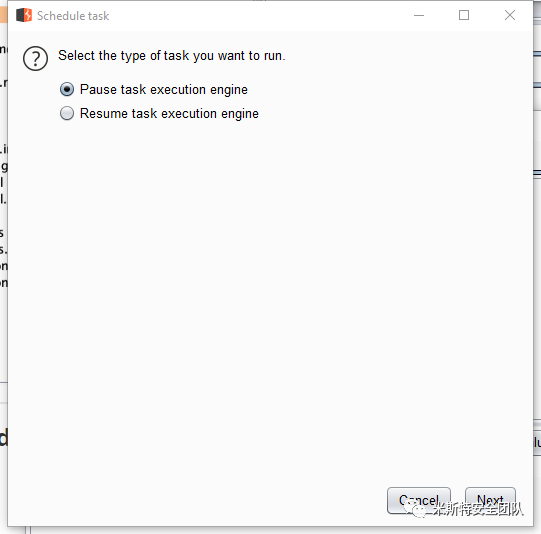 Schedule task
Select the type of task you want to run.
Pause task execution engine
Resume task execution engine
Cancel
Next
米斯特安全团队